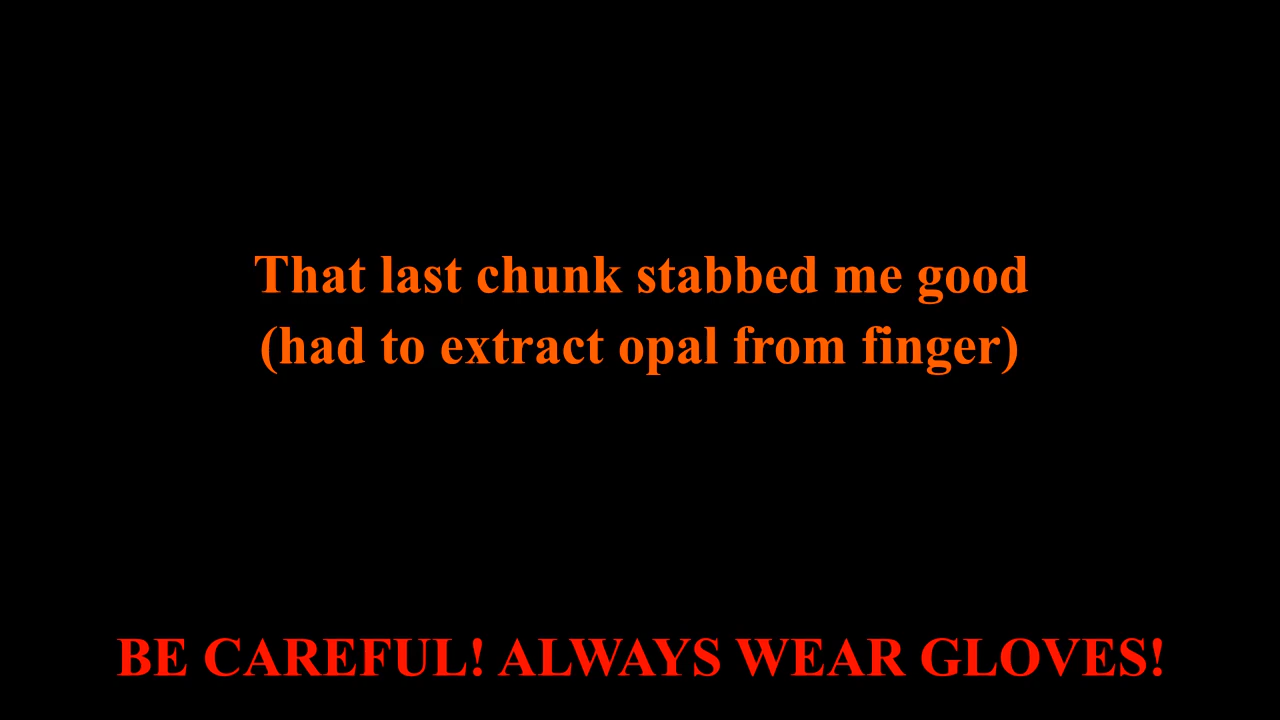 That last chunk stabbed me good
(had to extract opal from finger)
BE CAREFUL! ALWAYS WEAR GLOVES!